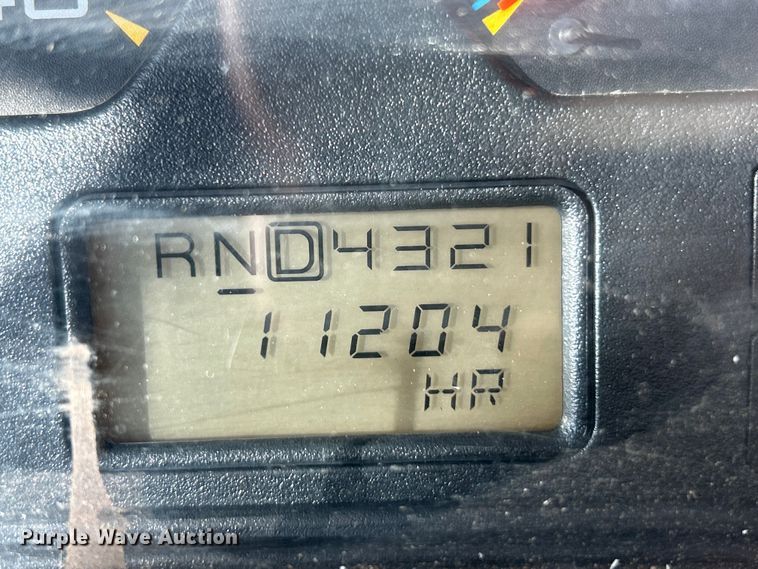 RND4321
11204
HR
Purple Wave Auction